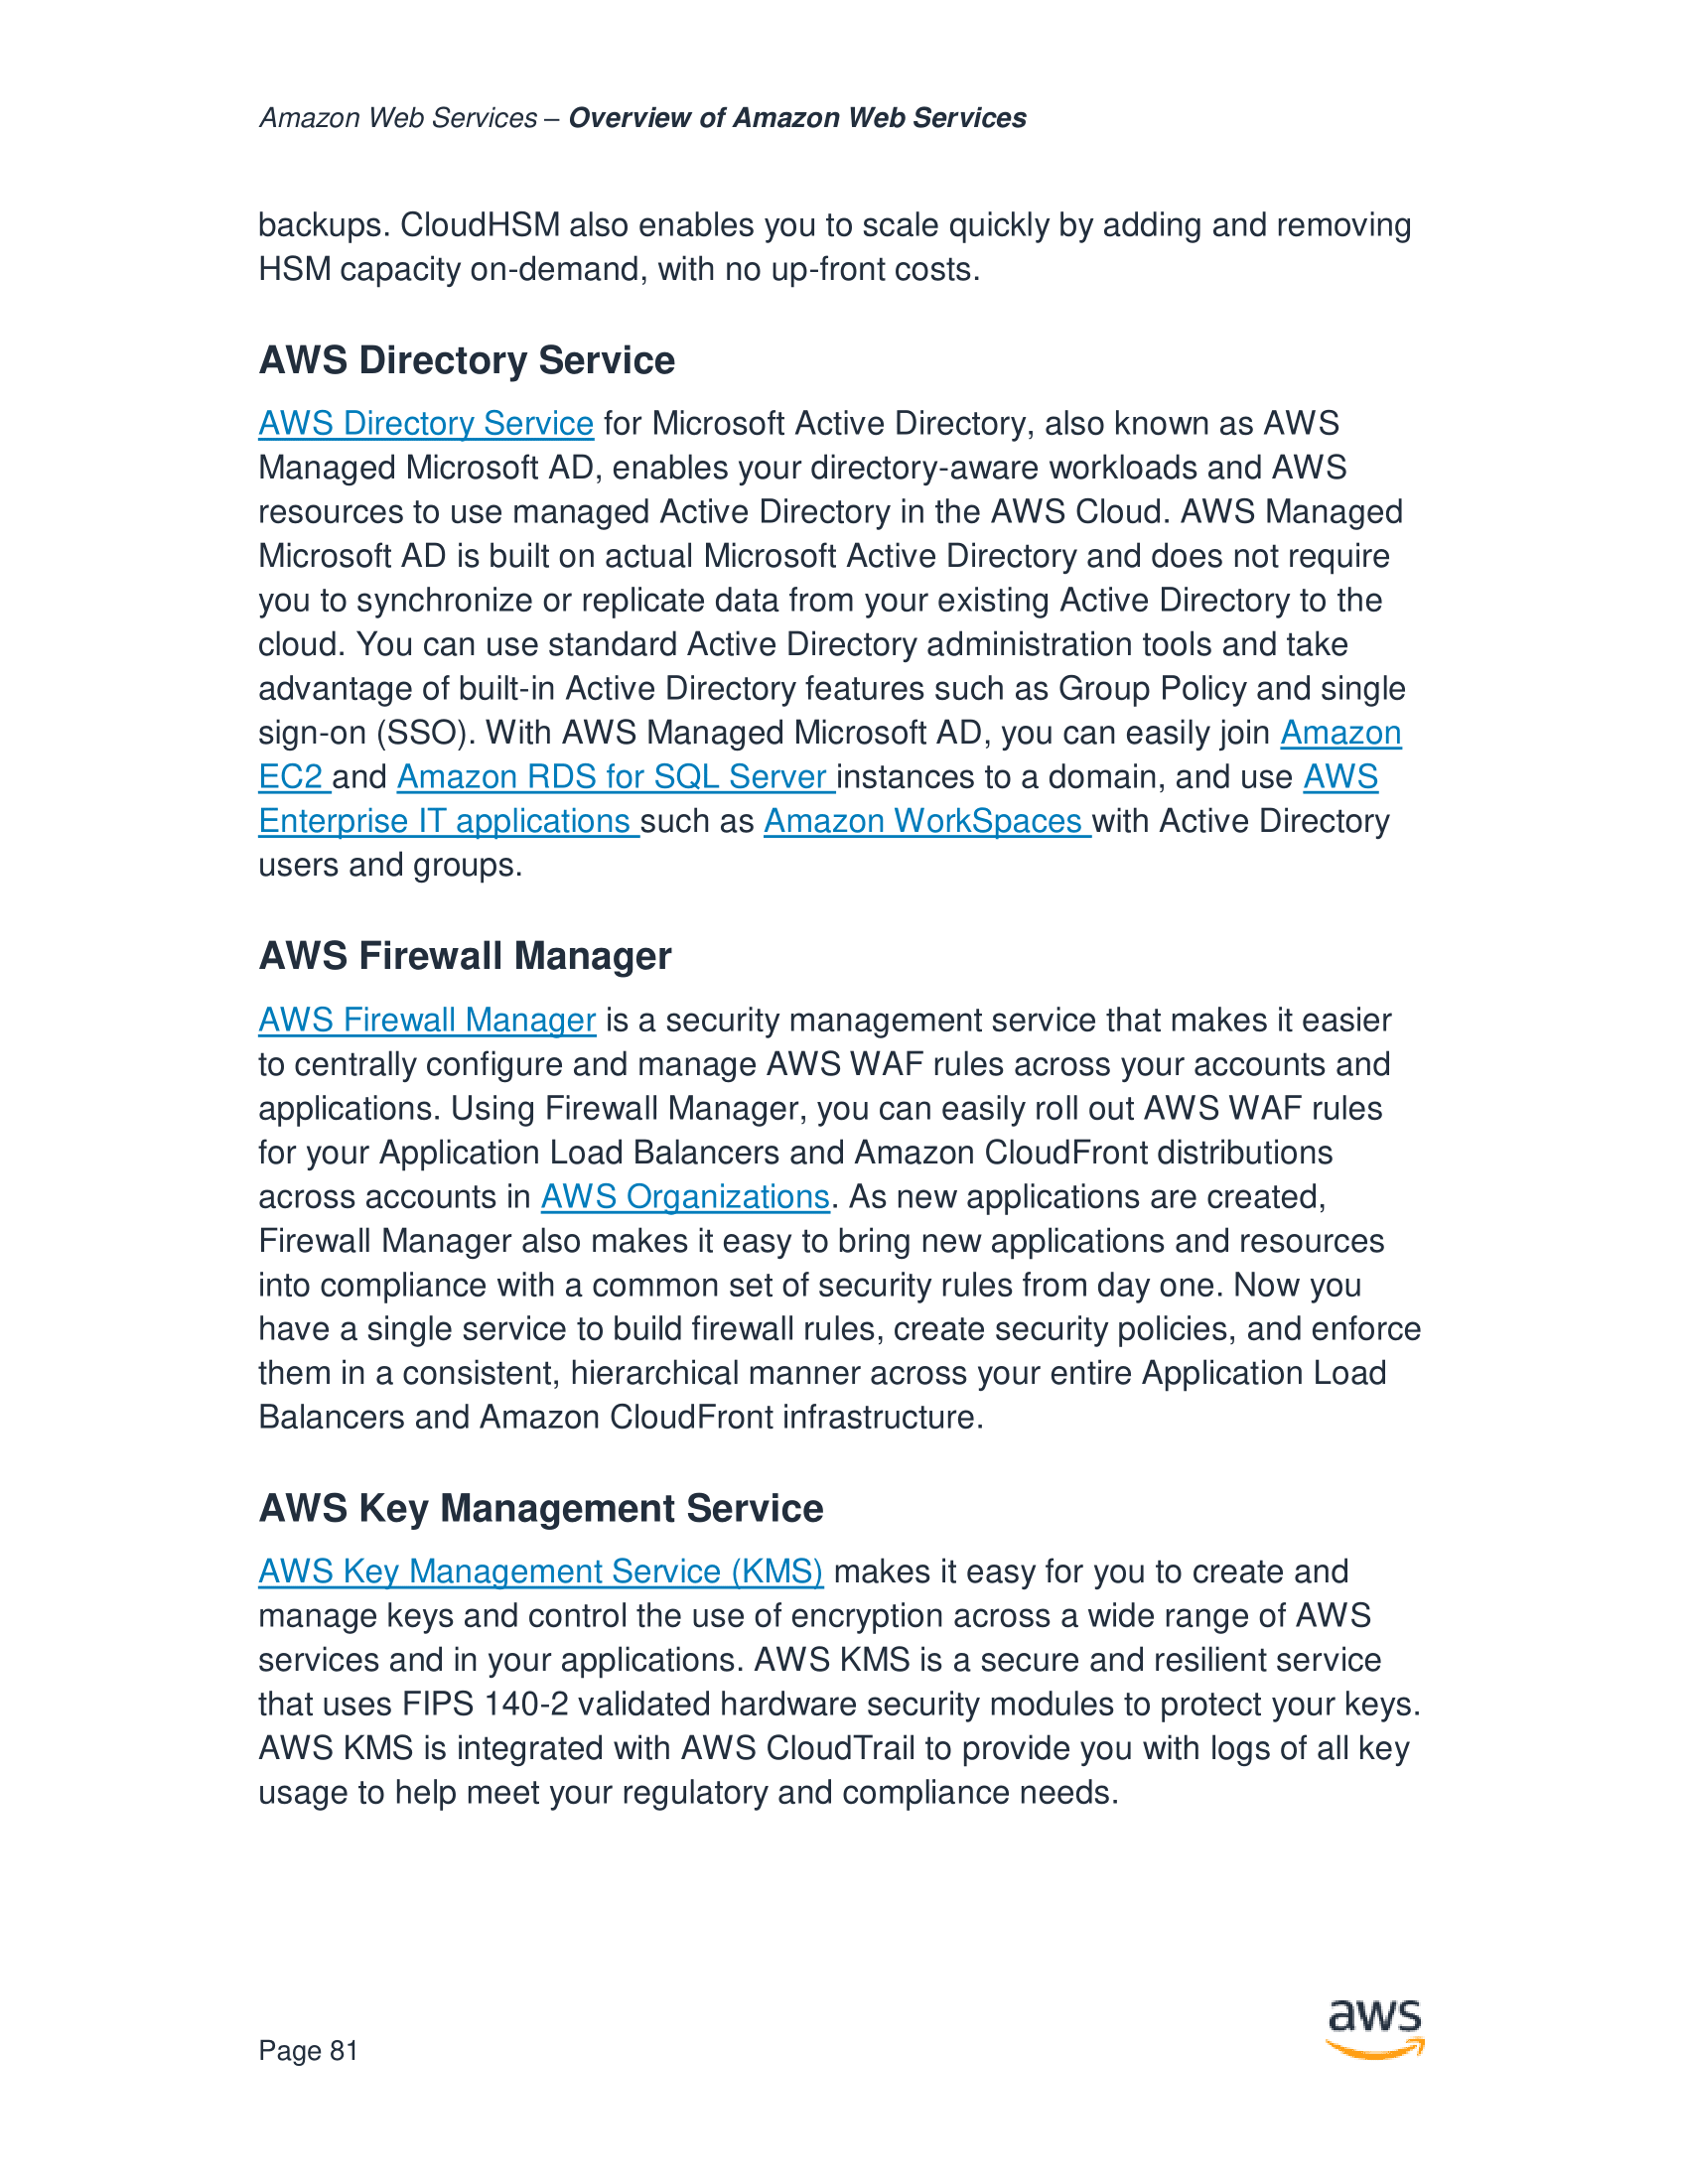 Amazon Web Services – Overview of Amazon Web Services
backups. CloudHSM also enables you to scale quickly by adding and removing
HSM capacity on-demand, with no up-front costs.
AWS Directory Service
AWS Directory Service for Microsoft Active Directory, also known as AWS
Managed Microsoft AD, enables your directory-aware workloads and AWS
resources to use managed Active Directory in the AWS Cloud. AWS Managed
Microsoft AD is built on actual Microsoft Active Directory and does not require
you to synchronize or replicate data from your existing Active Directory to the
cloud. You can use standard Active Directory administration tools and take
advantage of built-in Active Directory features such as Group Policy and single
sign-on (SSO). With AWS Managed Microsoft AD, you can easily join Amazon
EC2 and Amazon RDS for SQL Server instances to a domain, and use AWS
Enterprise IT applications such as Amazon WorkSpaces with Active Directory
users and groups.
AWS Firewall Manager
AWS Firewall Manager is a security management service that makes it easier
to centrally configure and manage AWS WAF rules across your accounts and
applications. Using Firewall Manager, you can easily roll out AWS WAF rules
for your Application Load Balancers and Amazon CloudFront distributions
across accounts in AWS Organizations. As new applications are created,
Firewall Manager also makes it easy to bring new applications and resources
into compliance with a common set of security rules from day one. Now you
have a single service to build firewall rules, create security policies, and enforce
them in a consistent, hierarchical manner across your entire Application Load
Balancers and Amazon CloudFront infrastructure.
AWS Key Management Service
AWS Key Management Service (KMS) makes it easy for you to create and
manage keys and control the use of encryption across a wide range of AWS
services and in your applications. AWS KMS is a secure and resilient service
that uses FIPS 140-2 validated hardware security modules to protect your keys.
AWS KMS is integrated with AWS CloudTrail to provide you with logs of all key
usage to help meet your regulatory and compliance needs.
aws
Page 81